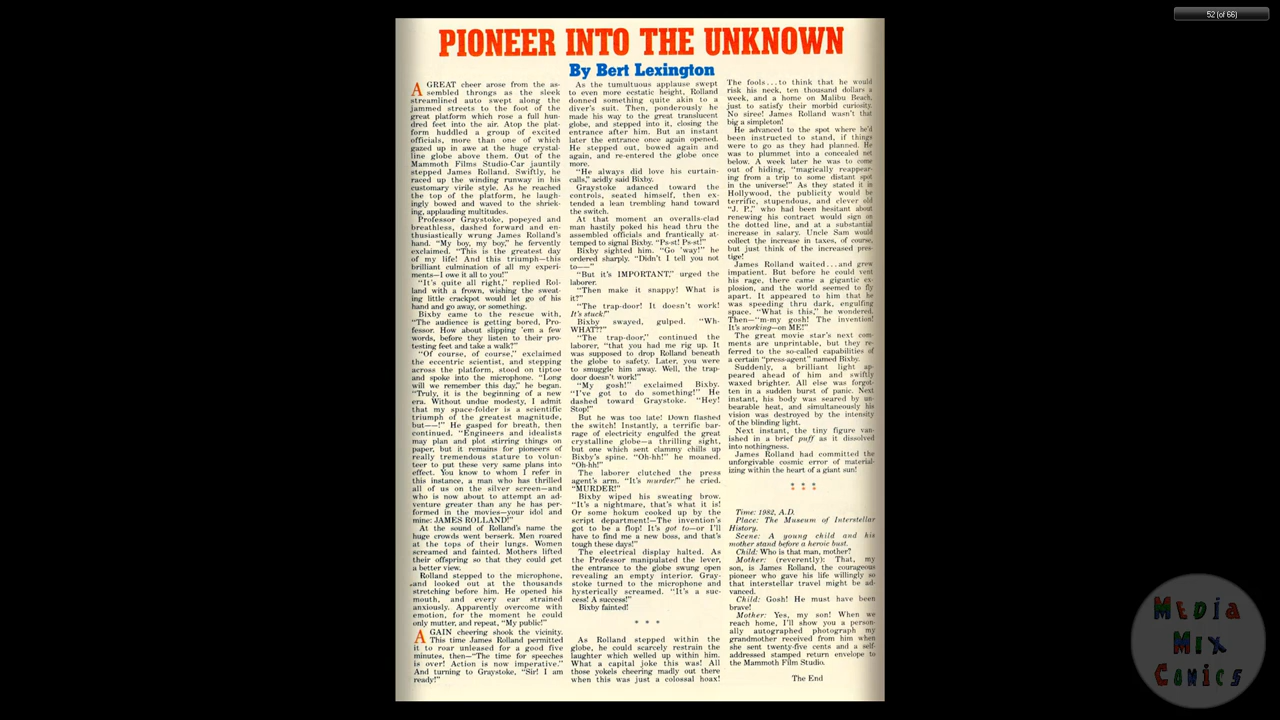 52 (of 66)
PIONEER INTO THE UNKNOWN
By Bert Lexington
A GREAT cheer arose from the as-
sembled throngs as the sleek
streamlined auto swept along the
jammed streets to the foot of the
great platform which rose a full hun-
dred feet into the air. Atop the plat-
form huddled a group of excited
officials, more than one of which
gazed up in awe at the huge crystal-
line globe above them. Out of the
Mammoth Films Studio-Car jauntily
stepped James Rolland. Swiftly, he
raced up the winding runway in his
customary virile style. As he reached
the top of the platform, he laugh-
ingly bowed and waved to the shriek-
ing, applauding multitudes.
Professor Graystoke, popeyed and
breathless, dashed forward and en-
thusiastically wrung James Rolland's
hand. "My boy, my boy," he fervently
exclaimed. "This is the greatest day
of my life! And this triumph—this
brilliant culmination of all my experi-
ments—I owe it all to you!"
"It's quite all right," replied Rol-
land with a frown, wishing the sweat-
ing little crackpot would let go of his
hand and go away, or something.
Bixby came to the rescue with,
"The audience is getting bored, Pro-
fessor. How about slipping 'em a few
words, before they listen to their pro-
testing feet and take a walk?"
"Of course, of course," exclaimed
the eccentric scientist, and stepping
across the platform, stood on tiptoe
and spoke into the microphone. "Long
will we remember this day," he began.
"Truly, it is the beginning of a new
era. Without undue modesty, I admit
that my space-folder is a scientific
triumph of the greatest magnitude,
but——!" He gasped for breath, then
continued. "Engineers and idealists
may plan and plot stirring things on
paper, but it remains for pioneers of
really tremendous stature to volun-
teer to put these very same plans into
effect. You know to whom I refer in
this instance, a man who has thrilled
all of us on the silver screen—and
who is now about to attempt an ad-
venture greater than any he has per-
formed in the movies—your idol and
mine: JAMES ROLLAND!"
At the sound of Rolland's name the
huge crowds went berserk. Men roared
at the tops of their lungs. Women
screamed and fainted. Mothers lifted
their offspring so that they could get
a better view.
Rolland stepped to the microphone,
and looked out at the thousands
stretching before him. He opened his
mouth, and every ear strained
anxiously. Apparently overcome with
emotion, for the moment he could
only mutter, and repeat, "My public!"
AGAIN cheering shook the vicinity.
This time James Rolland permitted
it to roar unleased for a good five
minutes, then—"The time for speeches
is over! Action is now imperative."
And turning to Graystoke, "Sir! I am
ready!"
As the tumultuous applause swept
to even more ecstatic height, Rolland
donned something quite akin to a
diver's suit. Then, ponderously he
made his way to the great translucent
globe, and stepped into it, closing the
entrance after him. But an instant
later the entrance once again opened.
He stepped out, bowed again and
again, and re-entered the globe once
more.
"He always did love his curtain-
calls," acidly said Bixby.
Graystoke adanced toward the
controls, seated himself, then ex-
tended a lean trembling hand toward
the switch.
At that moment an overalls-clad
man hastily poked his head thru the
assembled officials and frantically at-
tempted to signal Bixby. "Ps-st! Ps-st!"
Bixby sighted him. "Go 'way!" he
ordered sharply. "Didn't I tell you not
to——"
"But it's IMPORTANT," urged the
laborer.
"Then make it snappy! What is
it?"
"The trap-door! It doesn't work!
It's stuck!"
Bixby swayed, gulped. "Wh-
WHAT??"
"The trap-door," continued the
laborer, "that you had me rig up. It
was supposed to drop Rolland beneath
the globe to safety. Later, you were
to smuggle him away. Well, the trap-
door doesn't work!"
"My gosh!" exclaimed Bixby.
"I've got to do something!" He
dashed toward Graystoke. "Hey!
Stop!"
But he was too late! Down flashed
the switch! Instantly, a terrific bar-
rage of electricity engulfed the great
crystalline globe—a thrilling sight,
but one which sent clammy chills up
Bixby's spine. "Oh-hh!" he moaned.
"Oh-hh!"
The laborer clutched the press
agent's arm. "It's murder!" he cried.
"MURDER!"
Bixby wiped his sweating brow.
"It's a nightmare, that's what it is!
Or some hokum cooked up by the
script department!—The invention's
got to be a flop! It's got to—or I'll
have to find me a new boss, and that's
tough these days!"
The electrical display halted. As
the Professor manipulated the lever,
the entrance to the globe swung open
revealing an empty interior. Gray-
stoke turned to the microphone and
hysterically screamed. "It's a suc-
cess! A success!"
Bixby fainted!
* * *
As Rolland stepped within the
globe, he could scarcely restrain the
laughter which welled up within him.
What a capital joke this was! All
those yokels cheering madly out there
when this was just a colossal hoax!
The fools...to think that he would
risk his neck, ten thousand dollars a
week, and a home on Malibu Beach,
just to satisfy their morbid curiosity.
No siree! James Rolland wasn't that
big a simpleton!
He advanced to the spot where he'd
been instructed to stand, if things
were to go as they had planned. He
was to plummet into a concealed net
below. A week later he was to come
out of hiding, "magically reappear-
ing from a trip to some distant spot
in the universe!" As they stated it in
Hollywood, the publicity would be
terrific, stupendous, and clever old
"J. P.," who had been hesitant about
renewing his contract would sign on
the dotted line, and at a substantial
increase in salary. Uncle Sam would
collect the increase in taxes, of course,
but just think of the increased pres-
tige!
James Rolland waited...and grew
impatient. But before he could vent
his rage, there came a gigantic ex-
plosion, and the world seemed to fly
apart. It appeared to him that he
was speeding thru dark, engulfing
space. "What is this," he wondered.
Then—"m-my gosh! The invention!
It's working—on ME!"
The great movie star's next com-
ments are unprintable, but they re-
ferred to the so-called capabilities of
a certain "press-agent" named Bixby.
Suddenly, a brilliant light ap-
peared ahead of him and swiftly
waxed brighter. All else was forgot-
ten in a sudden burst of panic. Next
instant, his body was seared by un-
bearable heat, and simultaneously his
vision was destroyed by the intensity
of the blinding light.
Next instant, the tiny figure van-
ished in a brief puff as it dissolved
into nothingness.
James Rolland had committed the
unforgivable cosmic error of material-
izing within the heart of a giant sun!
* * *
Time: 1982, A.D.
Place: The Museum of Interstellar
History.
Scene: A young child and his
mother stand before a heroic bust.
Child: Who is that man, mother?
Mother: (reverently): That, my
son, is James Rolland, the courageous
pioneer who gave his life willingly so
that interstellar travel might be ad-
vanced.
Child: Gosh! He must have been
brave!
Mother: Yes, my son! When we
reach home, I'll show you a person-
ally autographed photograph my
grandmother received from him when
she sent twenty-five cents and a self-
addressed stamped return envelope to
the Mammoth Film Studio.
The End
MEDIA
MIX
COMICS